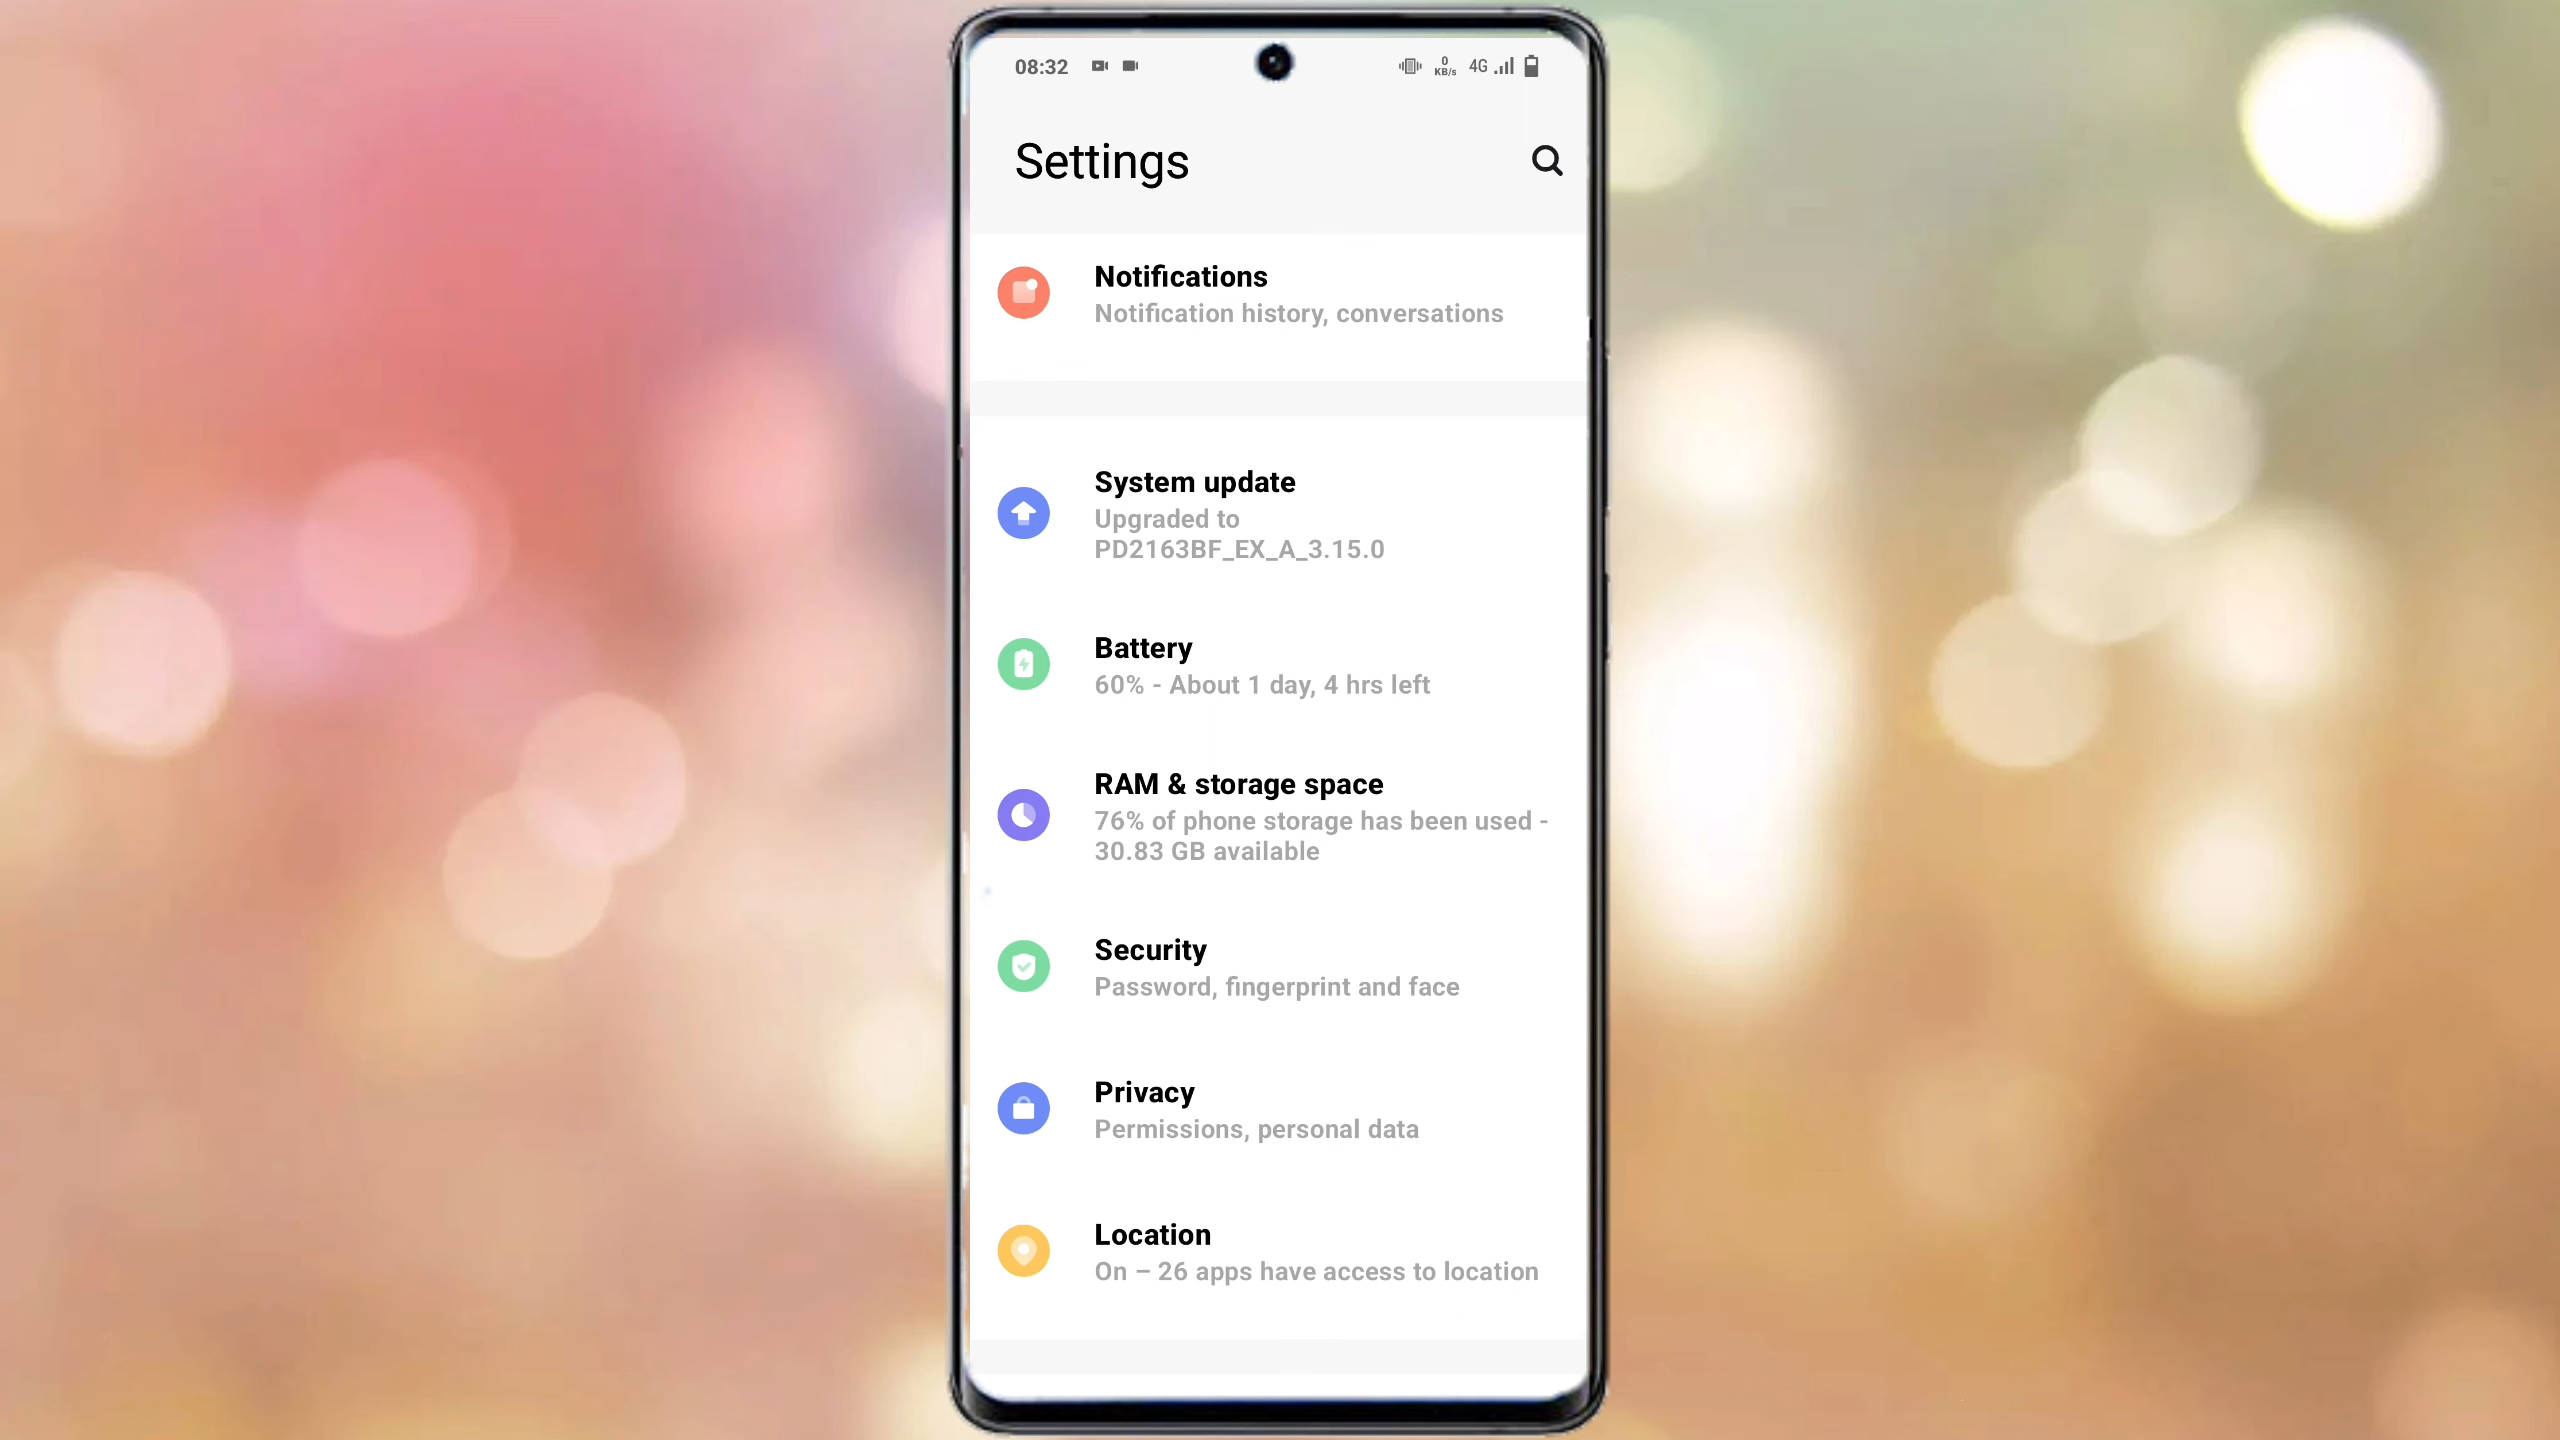 08:32
0
KB/s
4G
Settings
Notifications
Notification history, conversations
System update
Upgraded to
PD2163BF_EX_A_3.15.0
Battery
60% - About 1 day, 4 hrs left
RAM & storage space
76% of phone storage has been used -
30.83 GB available
Security
Password, fingerprint and face
Privacy
Permissions, personal data
Location
On – 26 apps have access to location